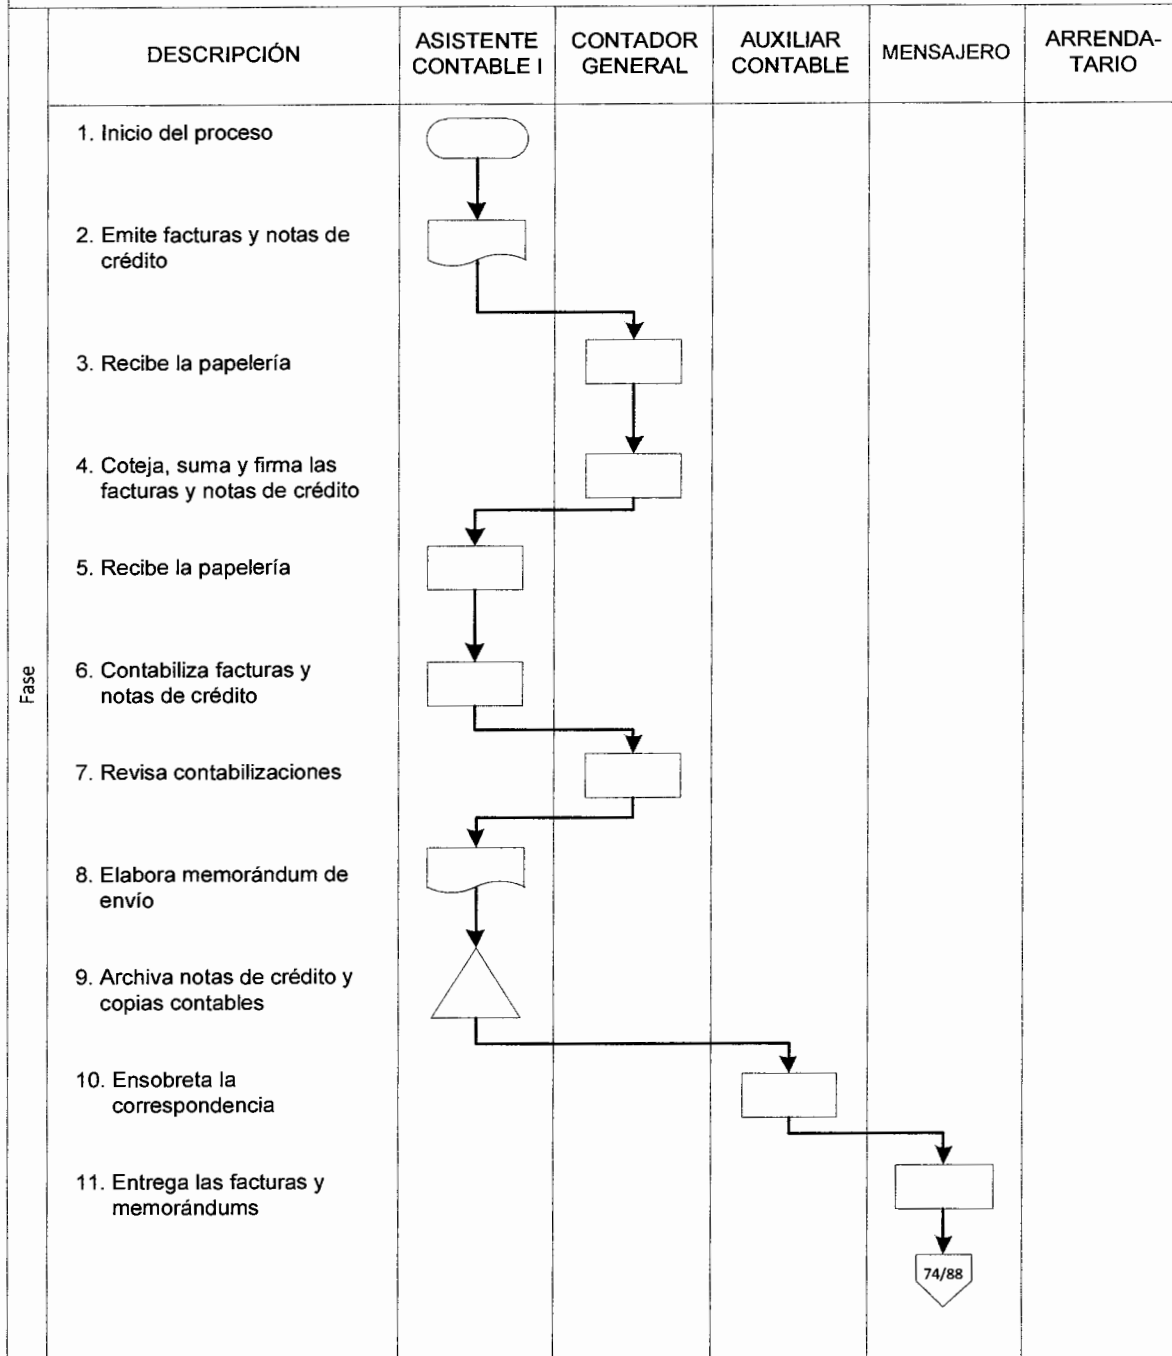 DESCRIPCIÓN
ASISTENTE
CONTABLE I
CONTADOR
GENERAL
AUXILIAR
CONTABLE
MENSAJERO
ARRENDA-
TARIO
Fase
1. Inicio del proceso
2. Emite facturas y notas de
crédito
3. Recibe la papelería
4. Coteja, suma y firma las
facturas y notas de crédito
5. Recibe la papelería
6. Contabiliza facturas y
notas de crédito
7. Revisa contabilizaciones
8. Elabora memorándum de
envío
9. Archiva notas de crédito y
copias contables
10. Ensobreta la
correspondencia
11. Entrega las facturas y
memorándums
74/88